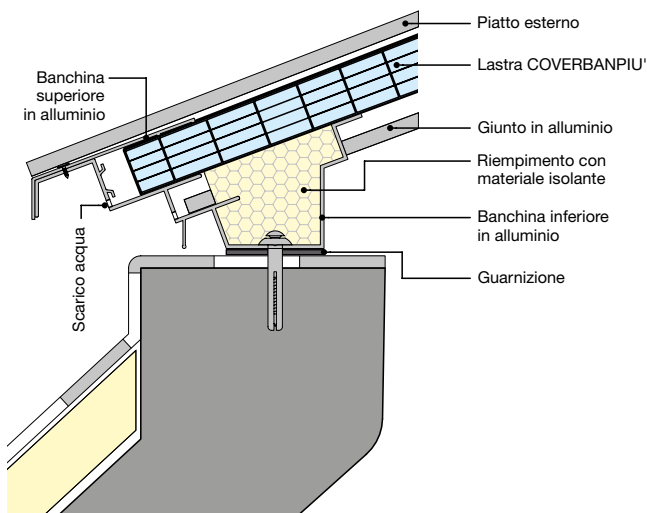 Piatto esterno
Lastra COVERBANPIU'
Banchina
superiore
in alluminio
Giunto in alluminio
Riempimento con
materiale isolante
Banchina inferiore
in alluminio
Scarico acqua
Guarnizione